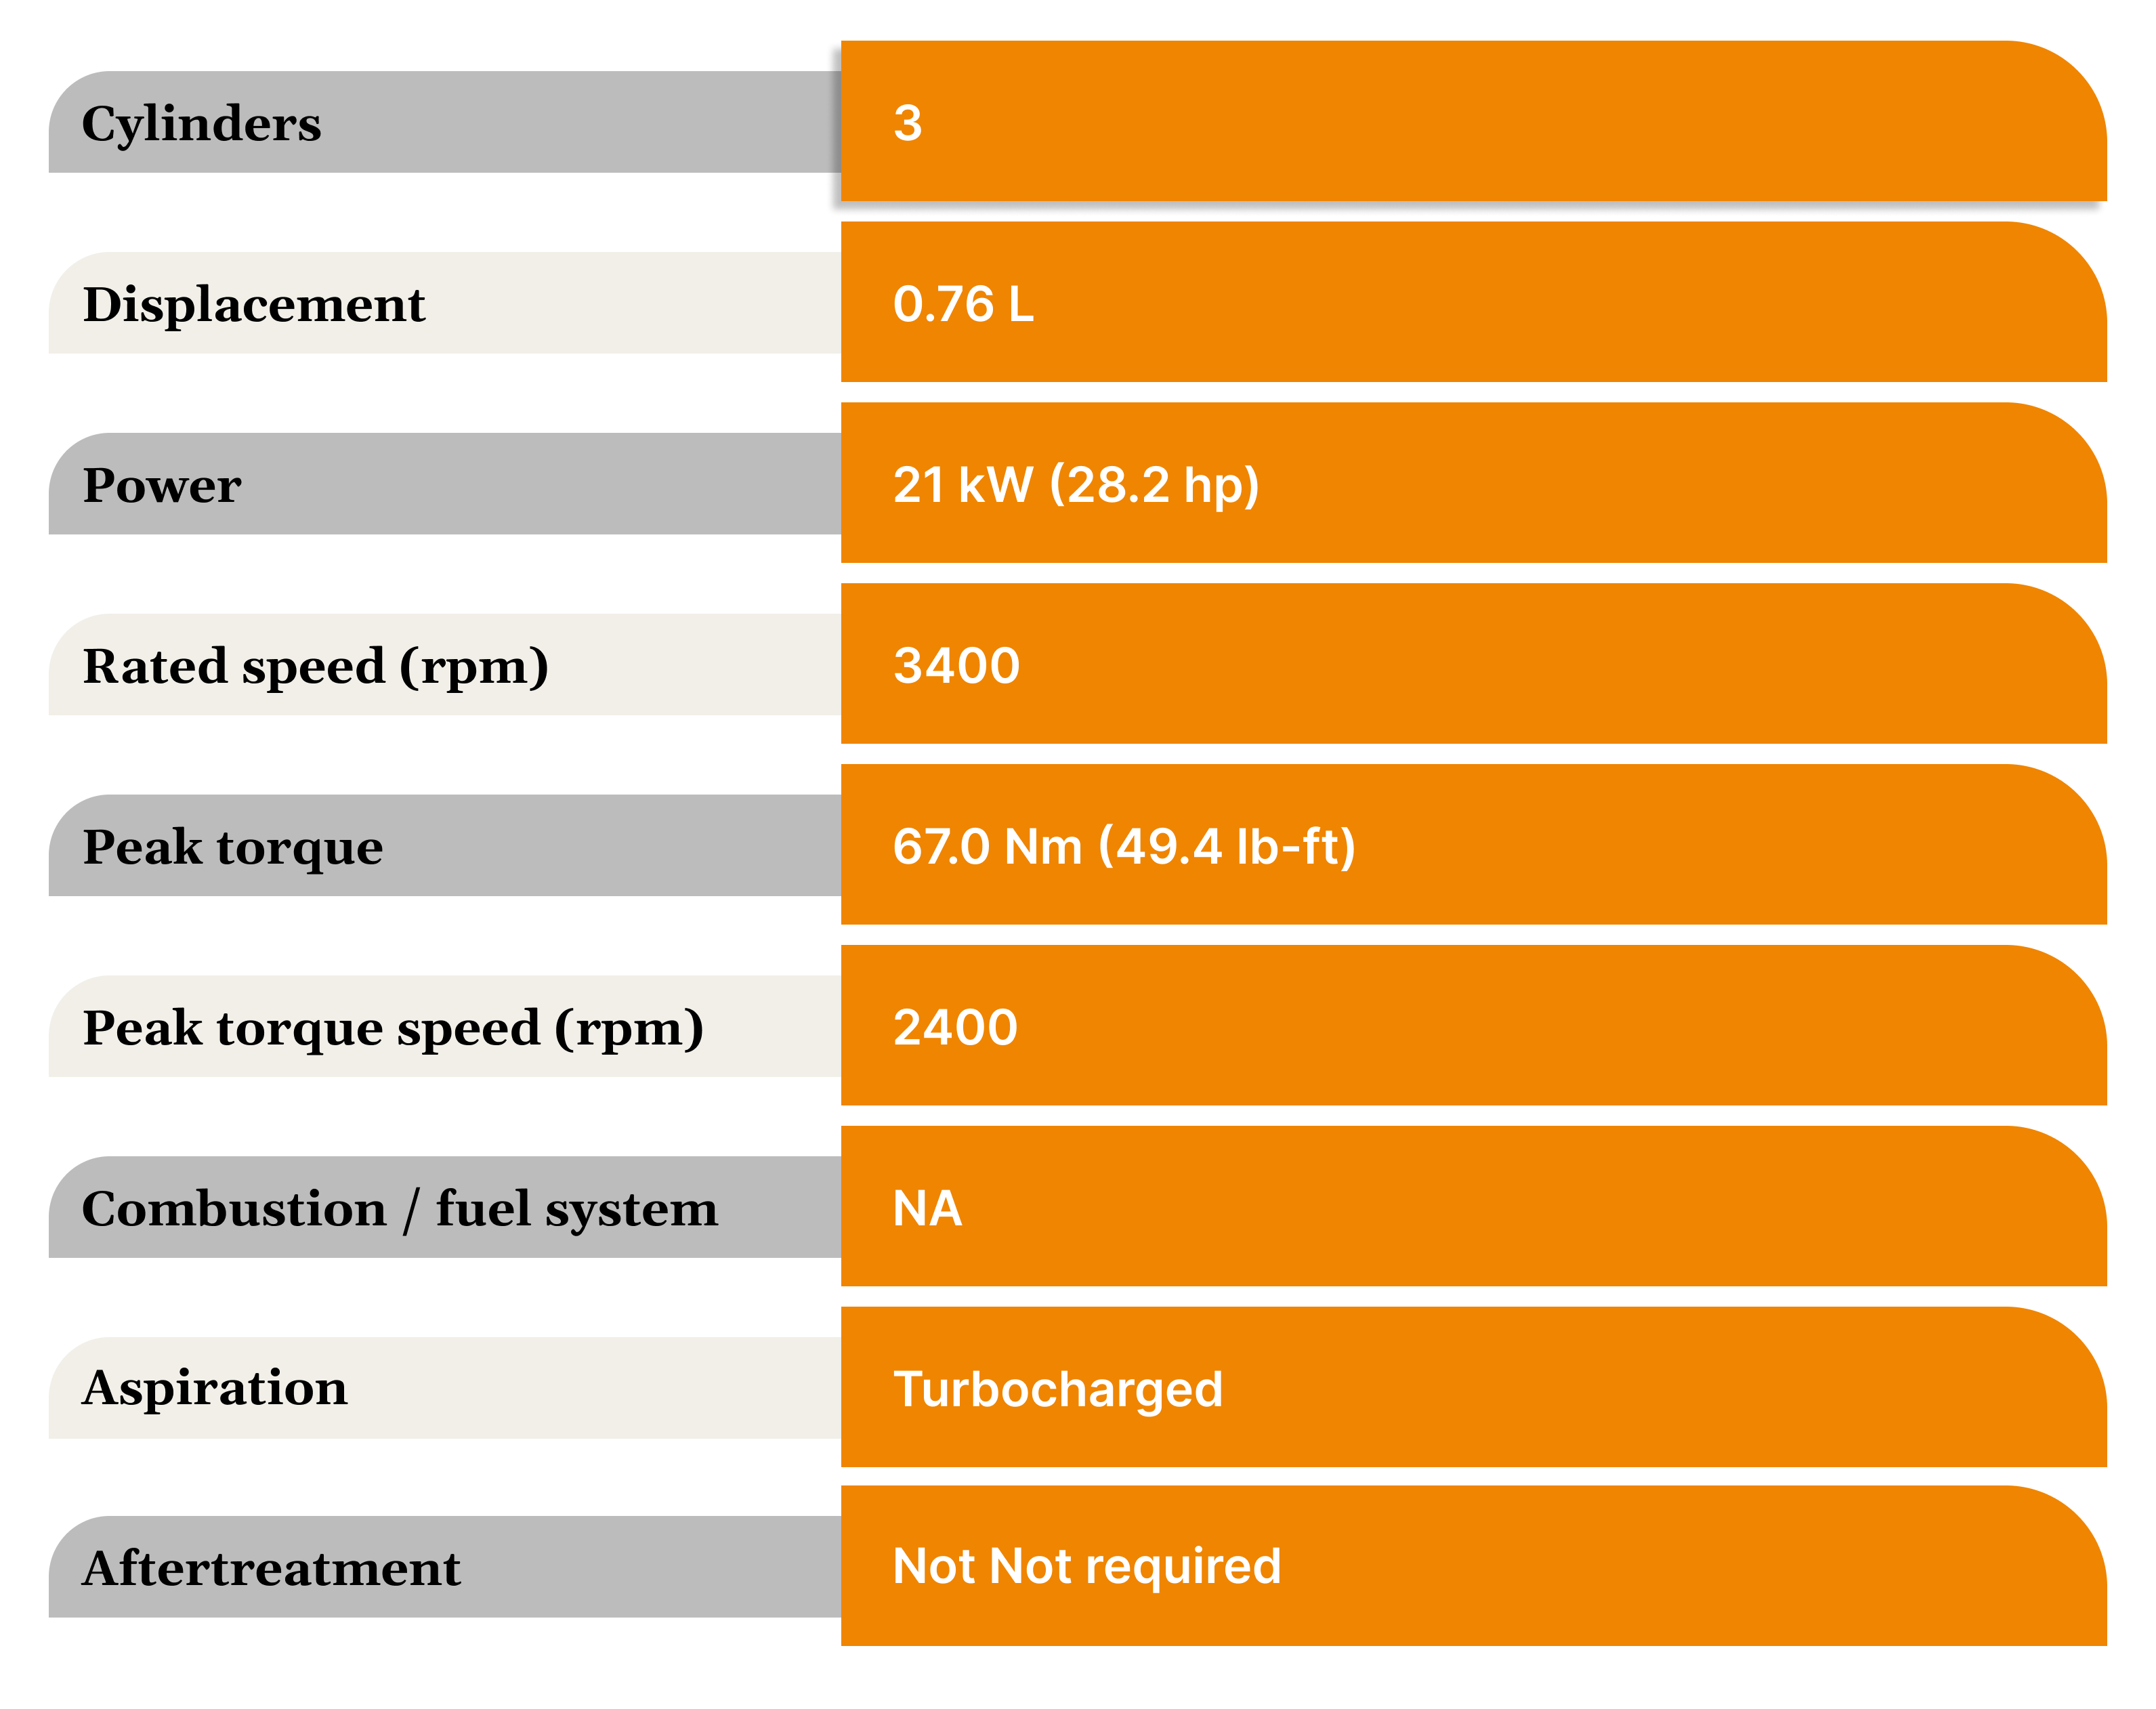 Cylinders 3
Displacement 0.76 L
Power 21 kW (28.2 hp)
Rated speed (rpm) 3400
Peak torque 67.0 Nm (49.4 lb-ft)
Peak torque speed (rpm) 2400
Combustion / fuel system NA
Aspiration Turbocharged
Aftertreatment Not Not required